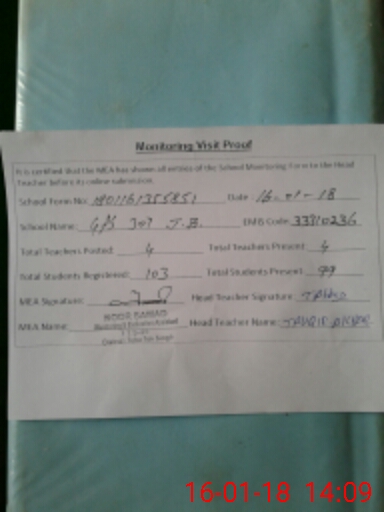 Monitoring Visit Proof
It is certified that the MEA has shown all entries of the School Monitoring Form to the Head
Teacher before its online submission.
School Form No: 1801161355851 Date: 16-01-18
School Name: GPS 307 J.B. EMIS Code: 33810236
Total Teachers Posted: 4 Total Teachers Present: 4
Total Students Registered: 103 Total Students Present: 99
MEA Signature: Head Teacher Signature:
MEA Name: NOOR Head Teacher Name:
16-01-18 14:09